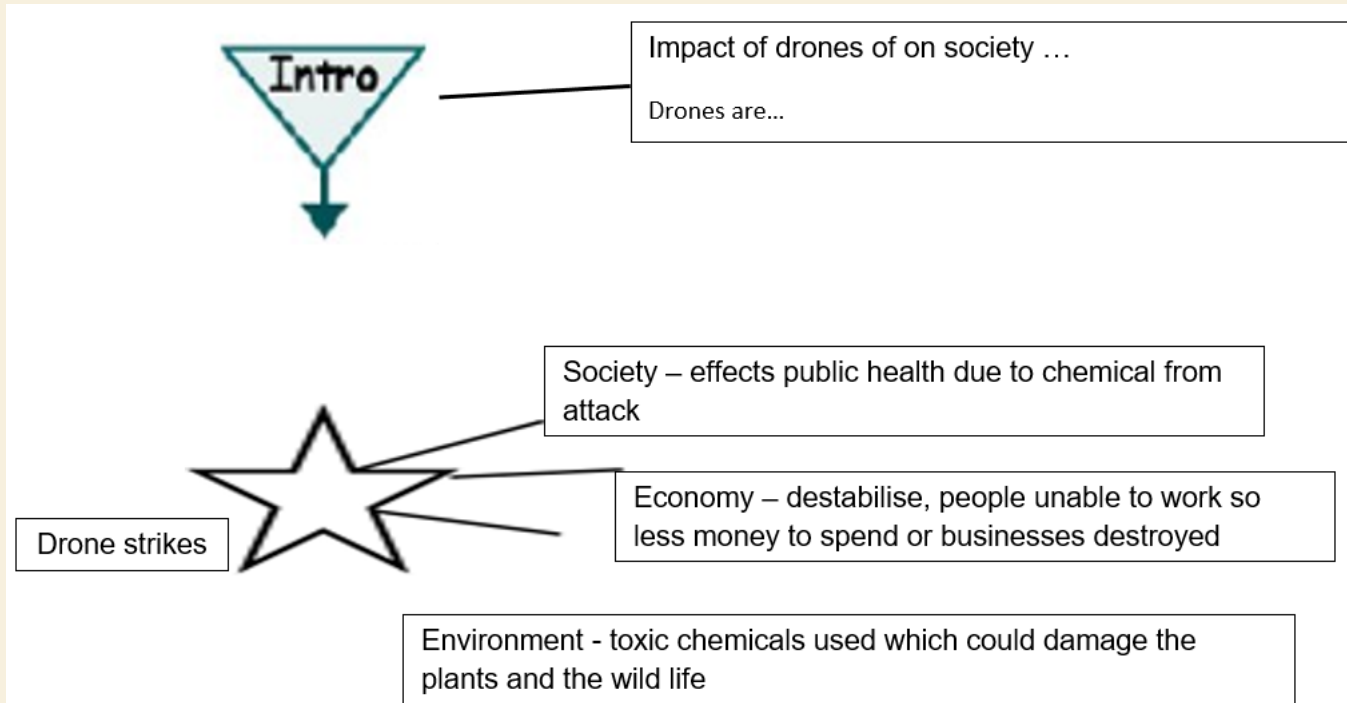 Intro
Impact of drones of on society …
Drones are...
Society – effects public health due to chemical from
attack
Economy – destabilise, people unable to work so
less money to spend or businesses destroyed
Drone strikes
Environment - toxic chemicals used which could damage the
plants and the wild life